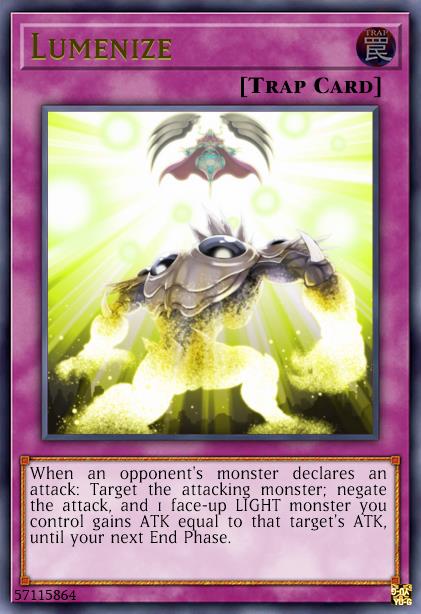 LUMENIZE
TRAP
罠
[TRAP CARD]
When an opponent's monster declares an
attack: Target the attacking monster; negate
the attack, and 1 face-up LIGHT monster you
control gains ATK equal to that target's ATK,
until your next End Phase.
57115864